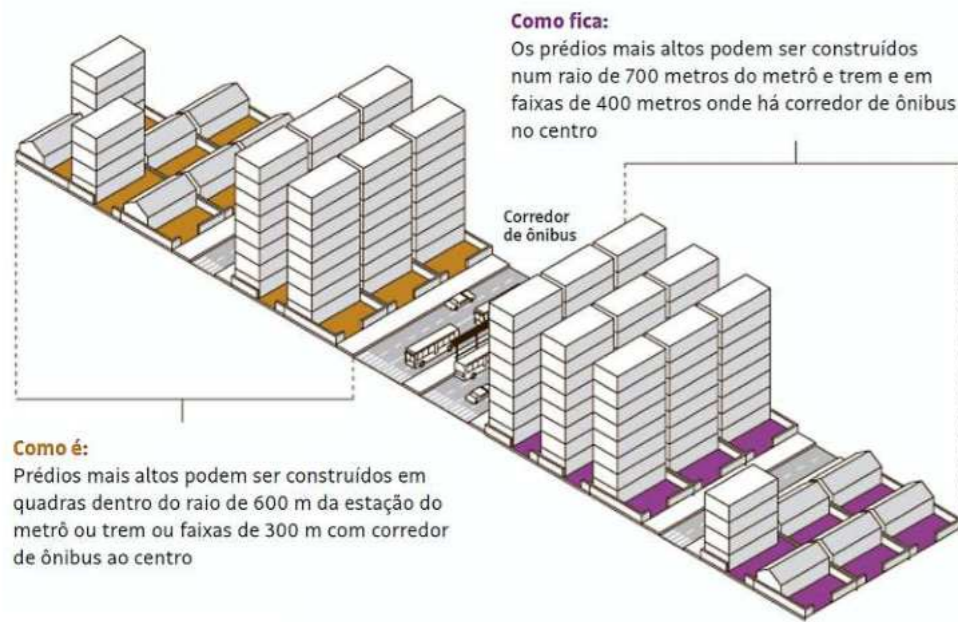 Como fica:
Os prédios mais altos podem ser construídos
num raio de 700 metros do metrô e trem e em
faixas de 400 metros onde há corredor de ônibus
no centro
Corredor
de ônibus
Como é:
Prédios mais altos podem ser construídos em
quadras dentro do raio de 600 m da estação do
metrô ou trem ou faixas de 300 m com corredor
de ônibus ao centro